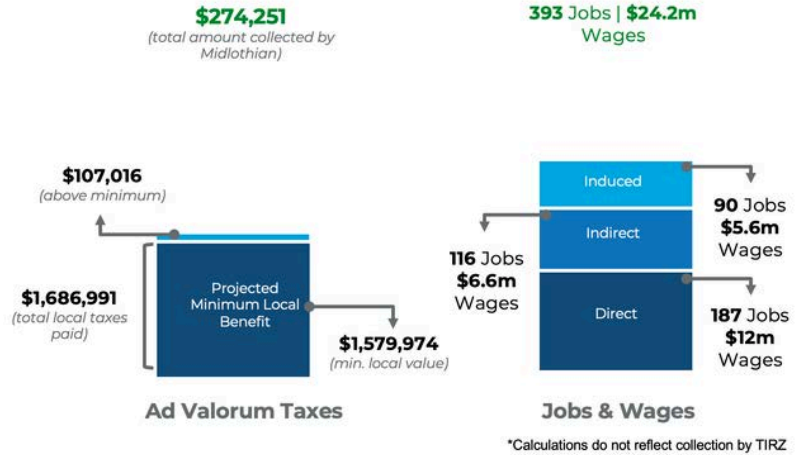 $274,251
(total amount collected by
Midlothian)
$107,016
(above minimum)
$1,686,991
(total local taxes
paid)
Projected
Minimum Local
Benefit
$1,579,974
(min. local value)
Ad Valorum Taxes
393 Jobs | $24.2m
Wages
Induced
90 Jobs
$5.6m
Wages
Indirect
116 Jobs
$6.6m
Wages
Direct
187 Jobs
$12m
Wages
Jobs & Wages
*Calculations do not reflect collection by TIRZ